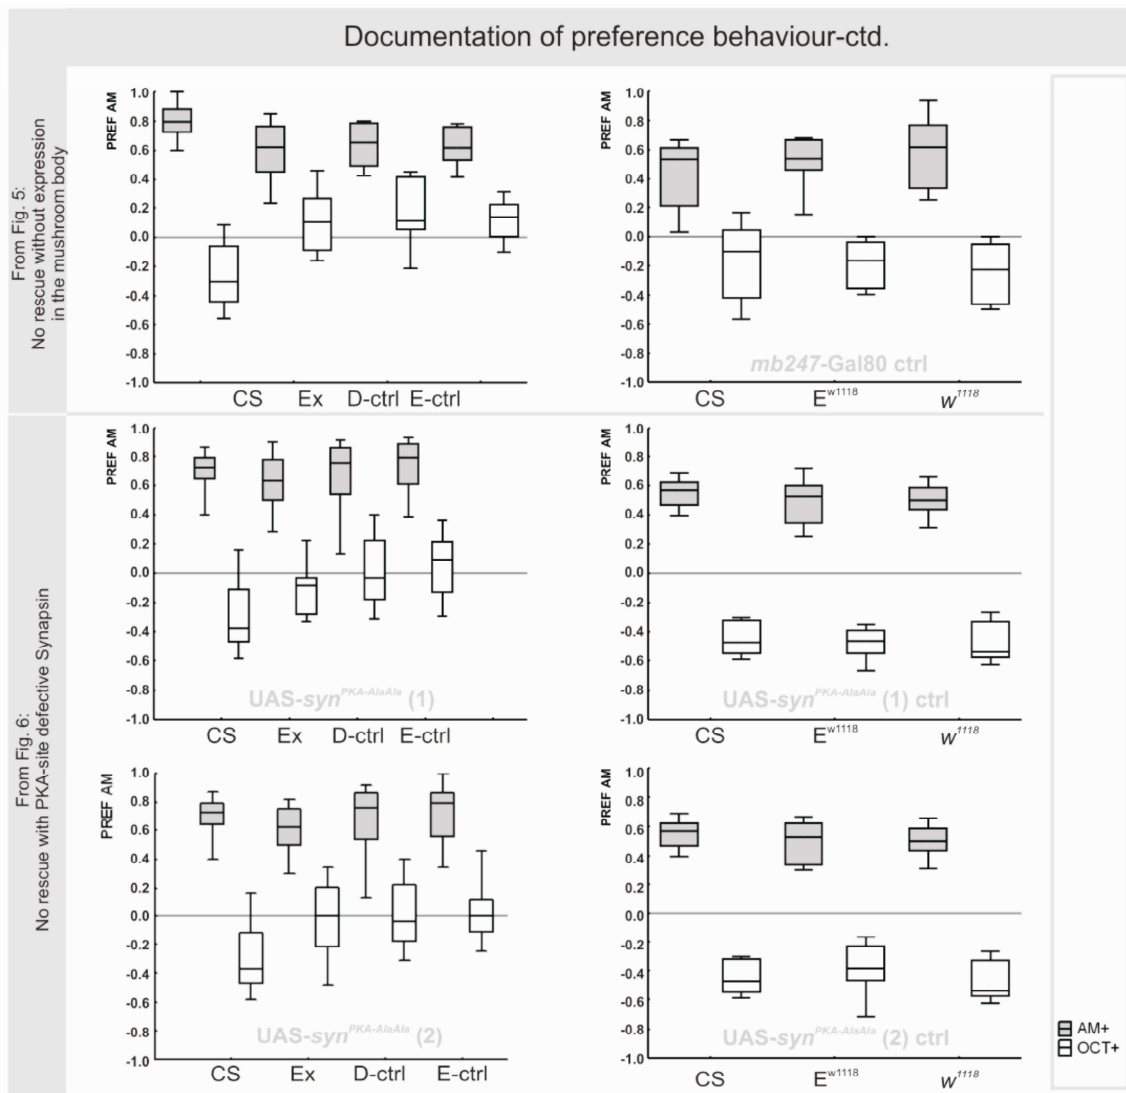 Documentation of preference behaviour-ctd.
From Fig. 5:
No rescue without expression
in the mushroom body
PREF AM
1.0
0.8
0.6
0.4
0.2
0.0
-0.2
-0.4
-0.6
-0.8
-1.0
CS Ex D-ctrl E-ctrl
PREF AM
1.0
0.8
0.6
0.4
0.2
0.0
-0.2
-0.4
-0.6
-0.8
-1.0
mb247-Gal80 ctrl
CS E^w1118 w^1118
From Fig. 6:
No rescue with PKA-site defective Synapsin
PREF AM
1.0
0.8
0.6
0.4
0.2
0.0
-0.2
-0.4
-0.6
-0.8
-1.0
UAS-syn^PKA-AlaAla (1)
CS Ex D-ctrl E-ctrl
PREF AM
1.0
0.8
0.6
0.4
0.2
0.0
-0.2
-0.4
-0.6
-0.8
-1.0
UAS-syn^PKA-AlaAla (1) ctrl
CS E^w1118 w^1118
PREF AM
1.0
0.8
0.6
0.4
0.2
0.0
-0.2
-0.4
-0.6
-0.8
-1.0
UAS-syn^PKA-AlaAla (2)
CS Ex D-ctrl E-ctrl
PREF AM
1.0
0.8
0.6
0.4
0.2
0.0
-0.2
-0.4
-0.6
-0.8
-1.0
UAS-syn^PKA-AlaAla (2) ctrl
CS E^w1118 w^1118
AM+
OCT+